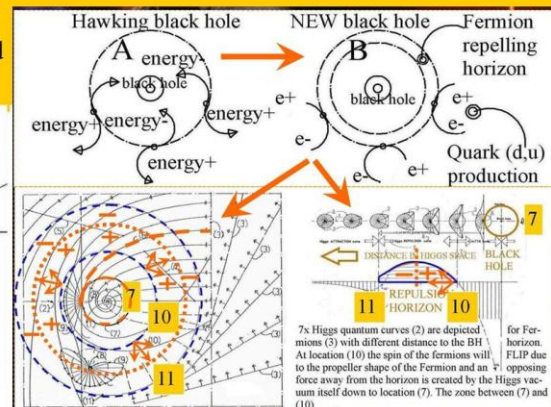 Hawking black hole
A
energy-
black hole
energy-
energy+
energy+
energy+
NEW black hole
B
Fermion
repelling
horizon
black hole
e+
e-
e+
e-
e-
e+
Quark (d,u)
production
7
10
11
7
DISTANCE IN HIGGS SPACE
BLACK
HOLE
11
REPULSION
HORIZON
10
7x Higgs quantum curves (2) are depicted
mions (3) with different distance to the BH
At location (10) the spin of the fermions will
to the propeller shape of the Fermion and an
force away from the horizon is created by the Higgs vac-
uum itself down to location (7). The zone between (7) and
(10)
for Fer-
horizon.
FLIP due
opposing